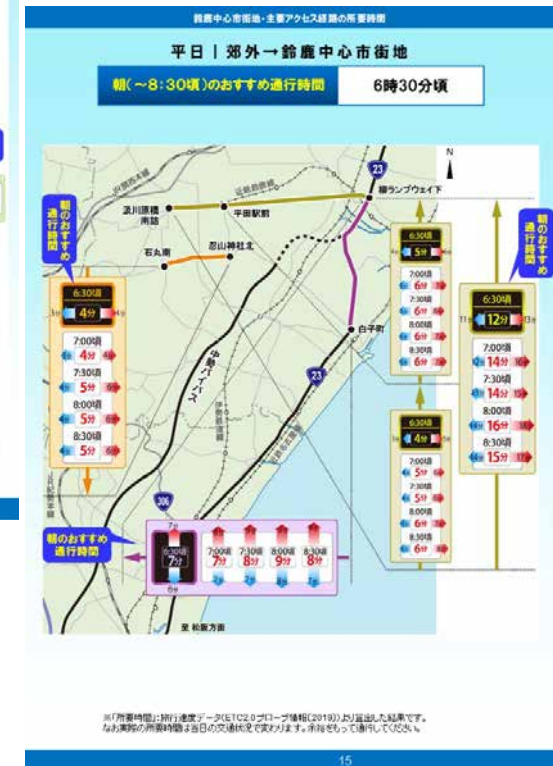 鈴鹿中心市街地・主要アクセス経路の所要時間
平日｜郊外→鈴鹿中心市街地
朝(～8:30頃)のおすすめ通行時間
6時30分頃
N
23
柳ランプウェイ下
汲川原橋南詰
平田駅前
石丸南
忍山神社北
白子町
中勢バイパス
23
306
至 松阪方面
朝のおすすめ
通行時間
6:30頃
4分
7:00頃
4分
7:30頃
5分
8:00頃
5分
8:30頃
5分
朝のおすすめ
通行時間
6:30頃
7分
7:00頃
7分
7:30頃
8分
8:00頃
9分
8:30頃
8分
6:30頃
5分
7:00頃
6分
7:30頃
6分
8:00頃
6分
8:30頃
6分
6:30頃
4分
7:00頃
5分
7:30頃
5分
8:00頃
6分
8:30頃
6分
朝のおすすめ
通行時間
6:30頃
12分
7:00頃
14分
7:30頃
14分
8:00頃
16分
8:30頃
15分
※「所要時間」:旅行速度データ(ETC2.0プローブ情報(2019))より算出した結果です。
なお実際の所要時間は当日の交通状況で変わります。余裕をもって通行してください。
15